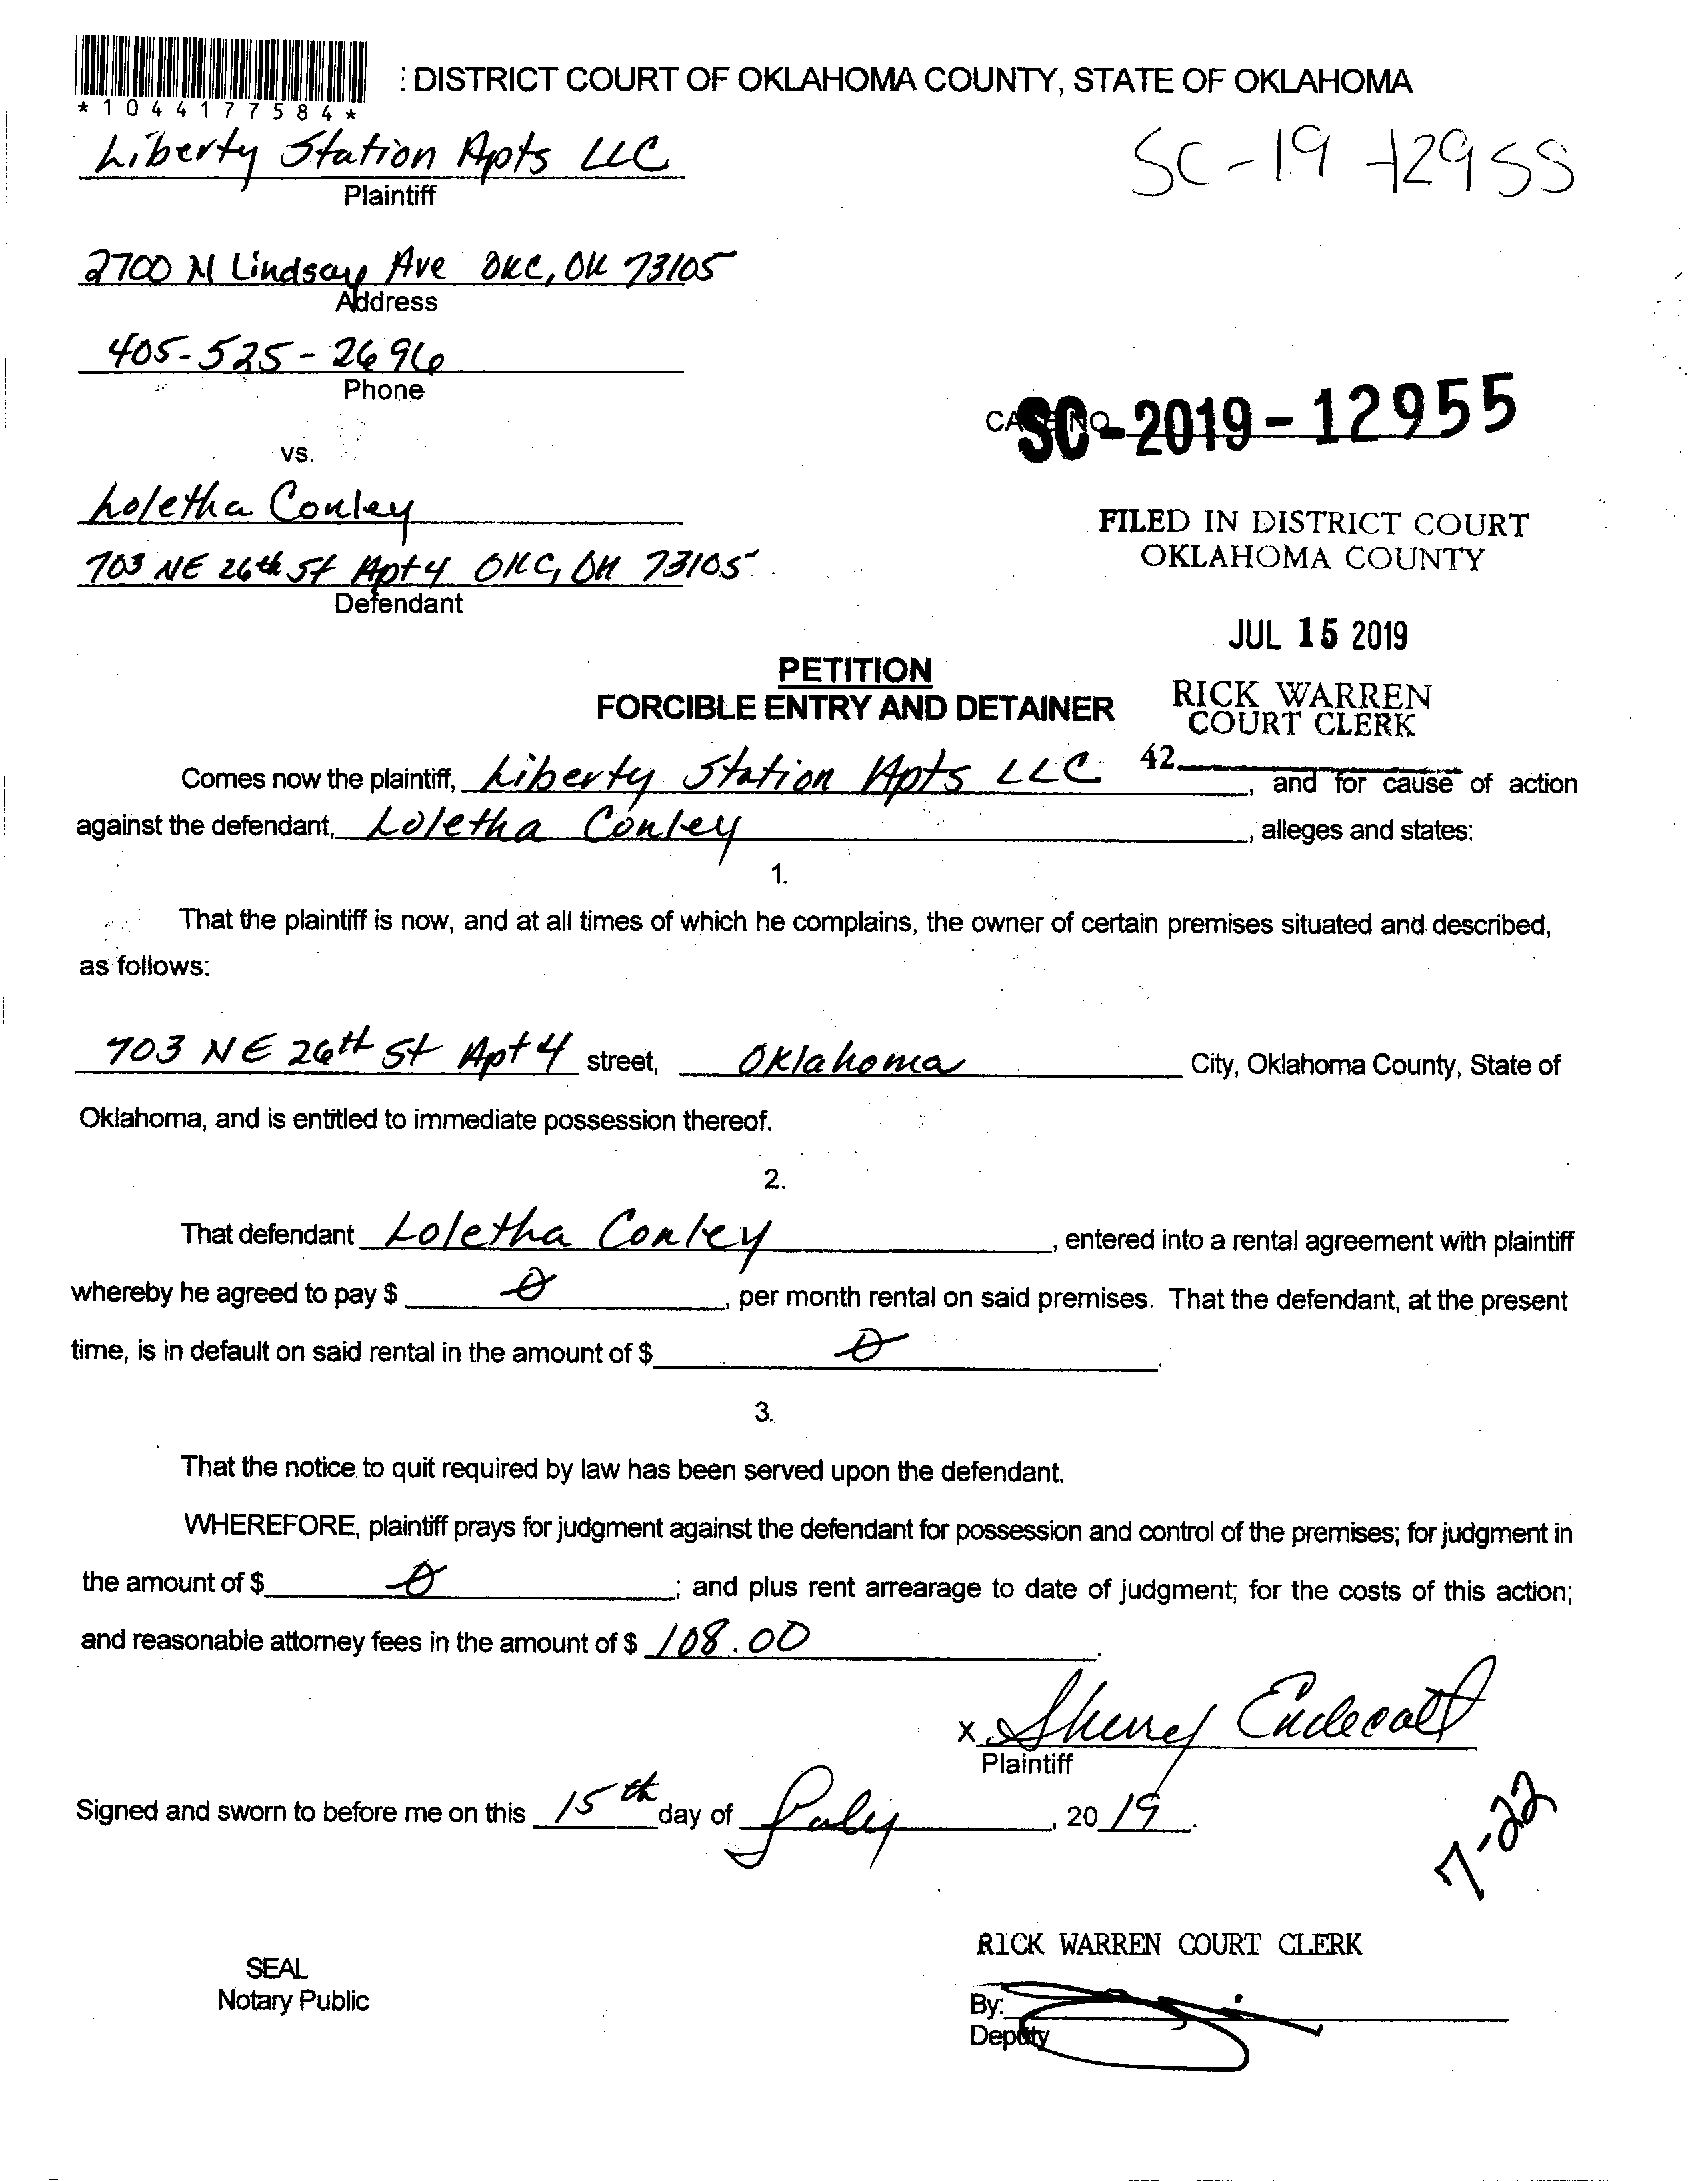 *1044177584*
: DISTRICT COURT OF OKLAHOMA COUNTY, STATE OF OKLAHOMA
Liberty Station Apts LLC
Plaintiff
SC-19-12955
2700 N Lindsay Ave OKC, OK 73105
Address
405-525-2696
Phone
CASE NO. SC-2019-12955
vs.
Loletha Conley
703 NE 26th St Apt 4 OKC, OK 73105
Defendant
FILED IN DISTRICT COURT
OKLAHOMA COUNTY
JUL 15 2019
RICK WARREN
COURT CLERK
42
PETITION
FORCIBLE ENTRY AND DETAINER
Comes now the plaintiff, Liberty Station Apts LLC, and for cause of action
against the defendant, Loletha Conley, alleges and states:
1.
That the plaintiff is now, and at all times of which he complains, the owner of certain premises situated and described,
as follows:
703 NE 26th St Apt 4 street, Oklahoma City, Oklahoma County, State of
Oklahoma, and is entitled to immediate possession thereof.
2.
That defendant Loletha Conley, entered into a rental agreement with plaintiff
whereby he agreed to pay $ 0, per month rental on said premises. That the defendant, at the present
time, is in default on said rental in the amount of $ 0.
3.
That the notice to quit required by law has been served upon the defendant.
WHEREFORE, plaintiff prays for judgment against the defendant for possession and control of the premises; for judgment in
the amount of $ 0; and plus rent arrearage to date of judgment; for the costs of this action;
and reasonable attorney fees in the amount of $ 108.00.
x Sherry Endecott
Plaintiff
Signed and sworn to before me on this 15th day of July, 2019.
7-22
RICK WARREN COURT CLERK
SEAL
Notary Public
By:
Deputy